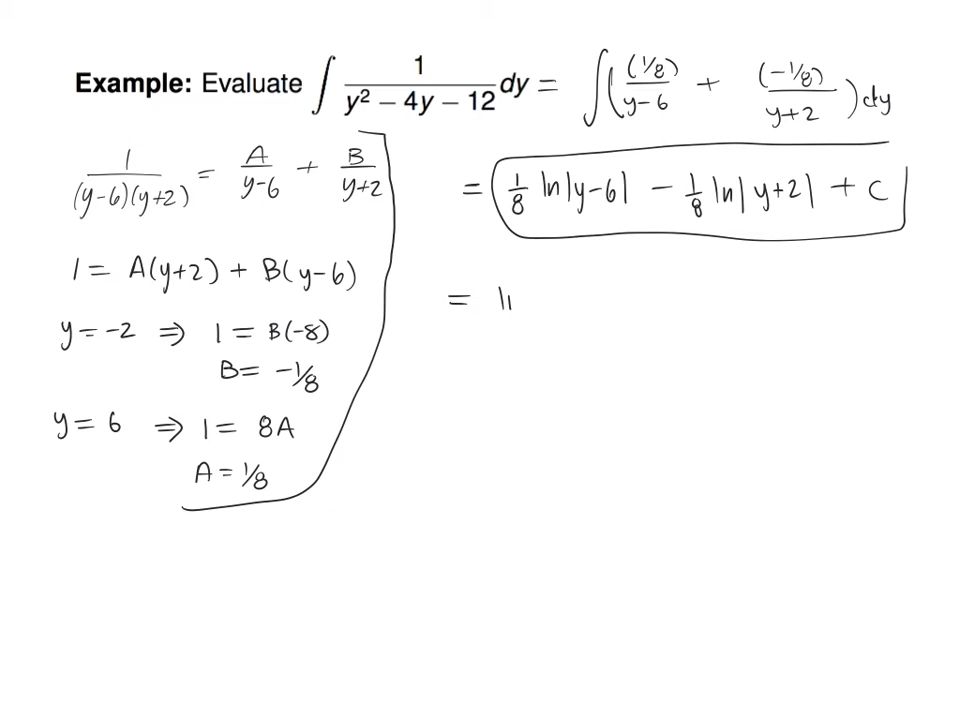 Example: Evaluate ∫ 1/(y² − 4y − 12) dy = ∫( (1/8)/(y−6) + (−1/8)/(y+2) ) dy
1/((y−6)(y+2)) = A/(y−6) + B/(y+2)
= 1/8 ln|y−6| − 1/8 ln|y+2| + C
1 = A(y+2) + B(y−6)
=
y = −2 ⇒ 1 = B(−8)
B = −1/8
y = 6 ⇒ 1 = 8A
A = 1/8